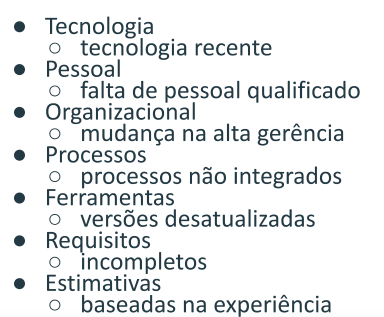 ● Tecnologia
○ tecnologia recente
● Pessoal
○ falta de pessoal qualificado
● Organizacional
○ mudança na alta gerência
● Processos
○ processos não integrados
● Ferramentas
○ versões desatualizadas
● Requisitos
○ incompletos
● Estimativas
○ baseadas na experiência